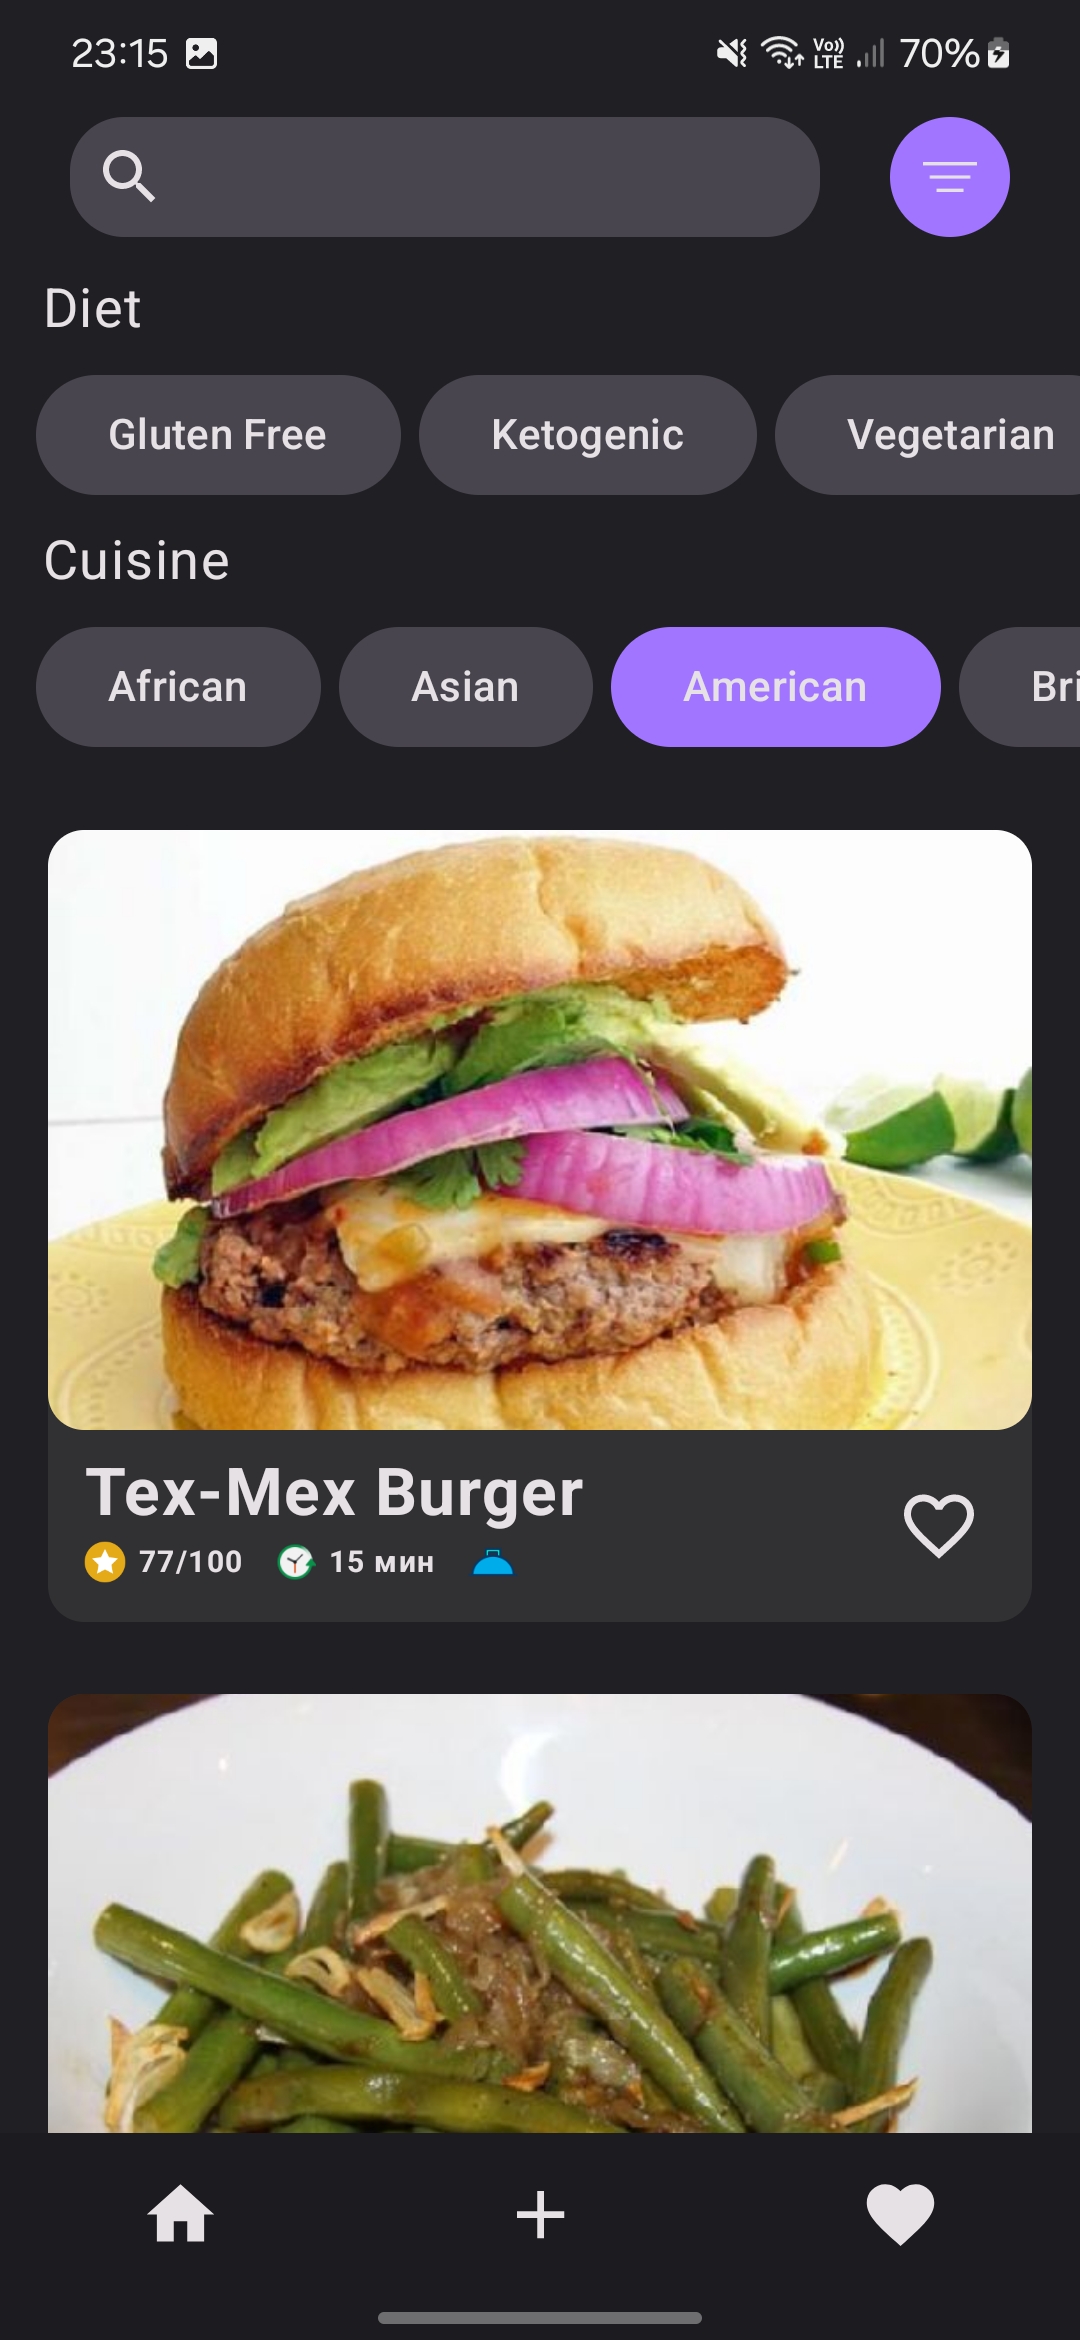 23:15 Vo)) LTE 70%
Diet
Gluten Free Ketogenic Vegetarian
Cuisine
African Asian American Bri
Tex-Mex Burger
77/100 15 мин